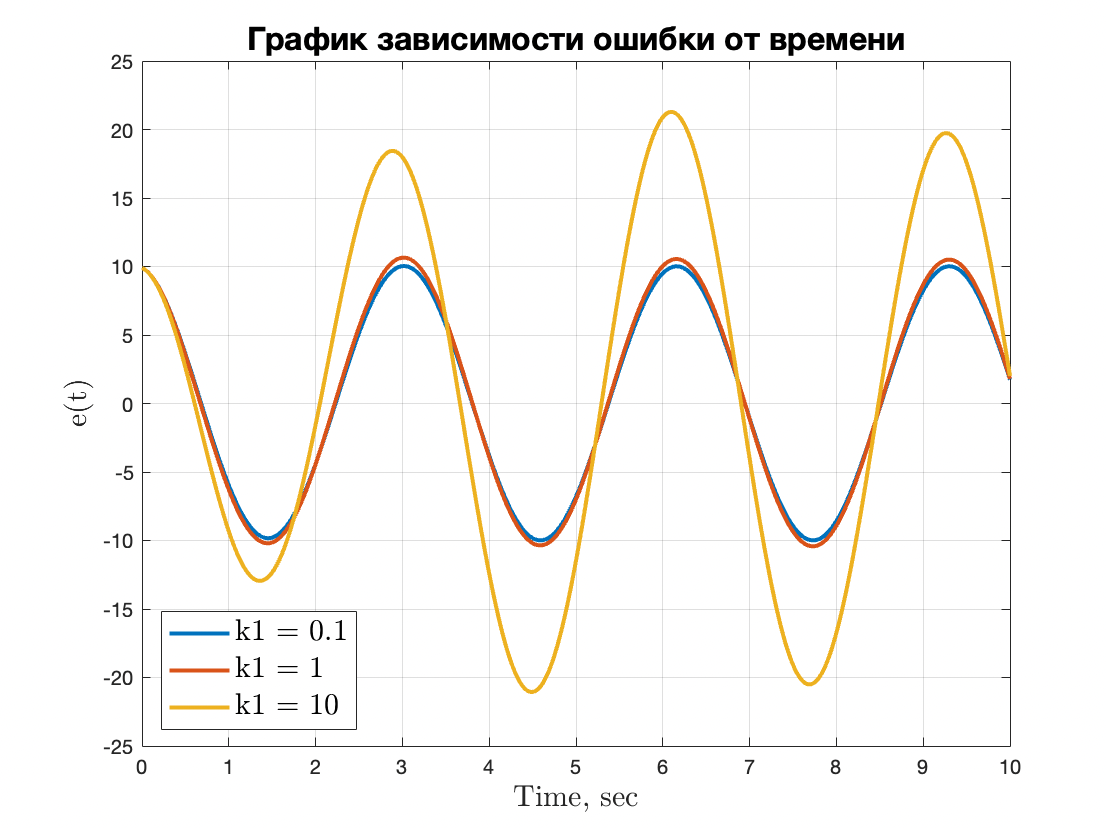 График зависимости ошибки от времени
25
20
15
10
5
0
-5
-10
-15
-20
-25
e(t)
k1 = 0.1
k1 = 1
k1 = 10
0 1 2 3 4 5 6 7 8 9 10
Time, sec